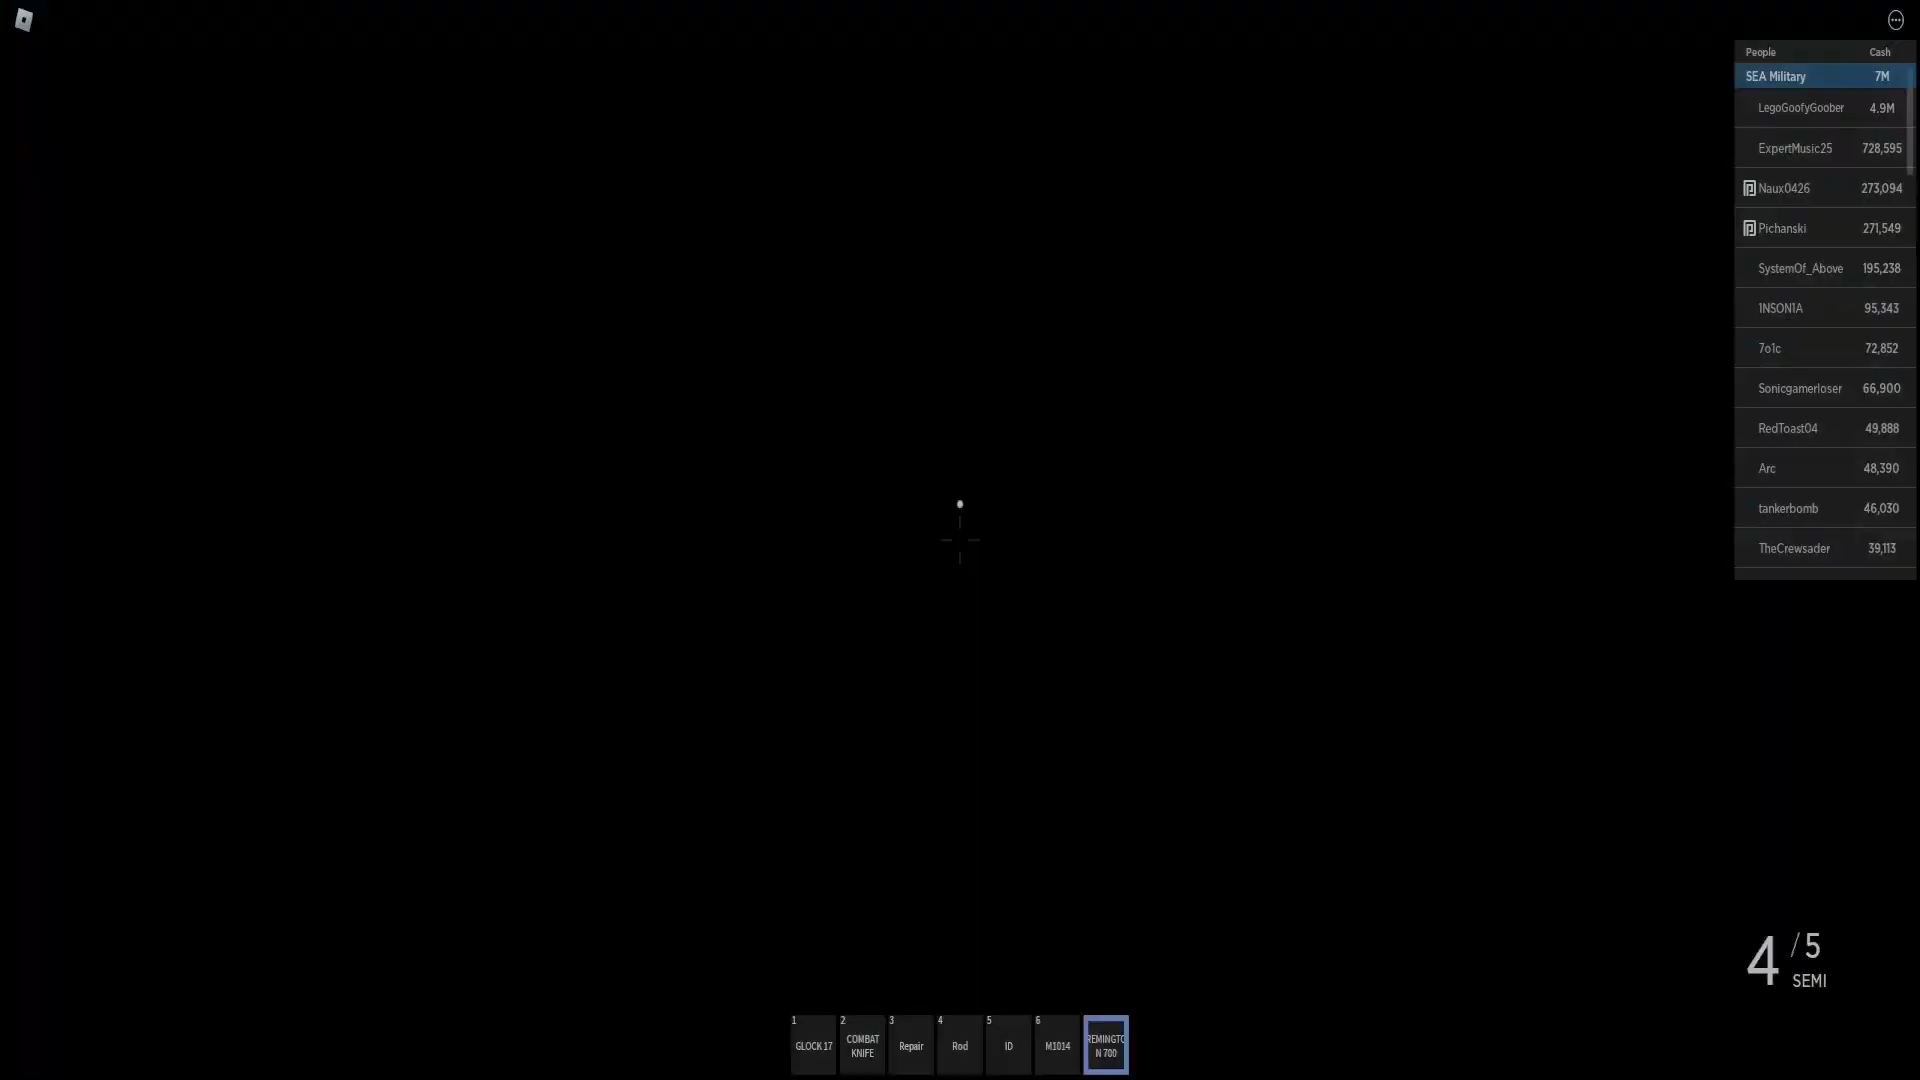 People Cash
SEA Military 7M
LegoGoofyGoober 4.9M
ExpertMusic25 728,595
Naux0426 273,094
Pichanski 271,549
SystemOf_Above 195,238
1NSON1A 95,343
7o1c 72,852
Sonicgamerloser 66,900
RedToast04 49,888
Arc 48,390
tankerbomb 46,030
TheCrewsader 39,113
4 / 5
SEMI
1 2 3 4 5 6
GLOCK 17 COMBAT KNIFE Repair Rod ID M1014 REMINGTO
N 700